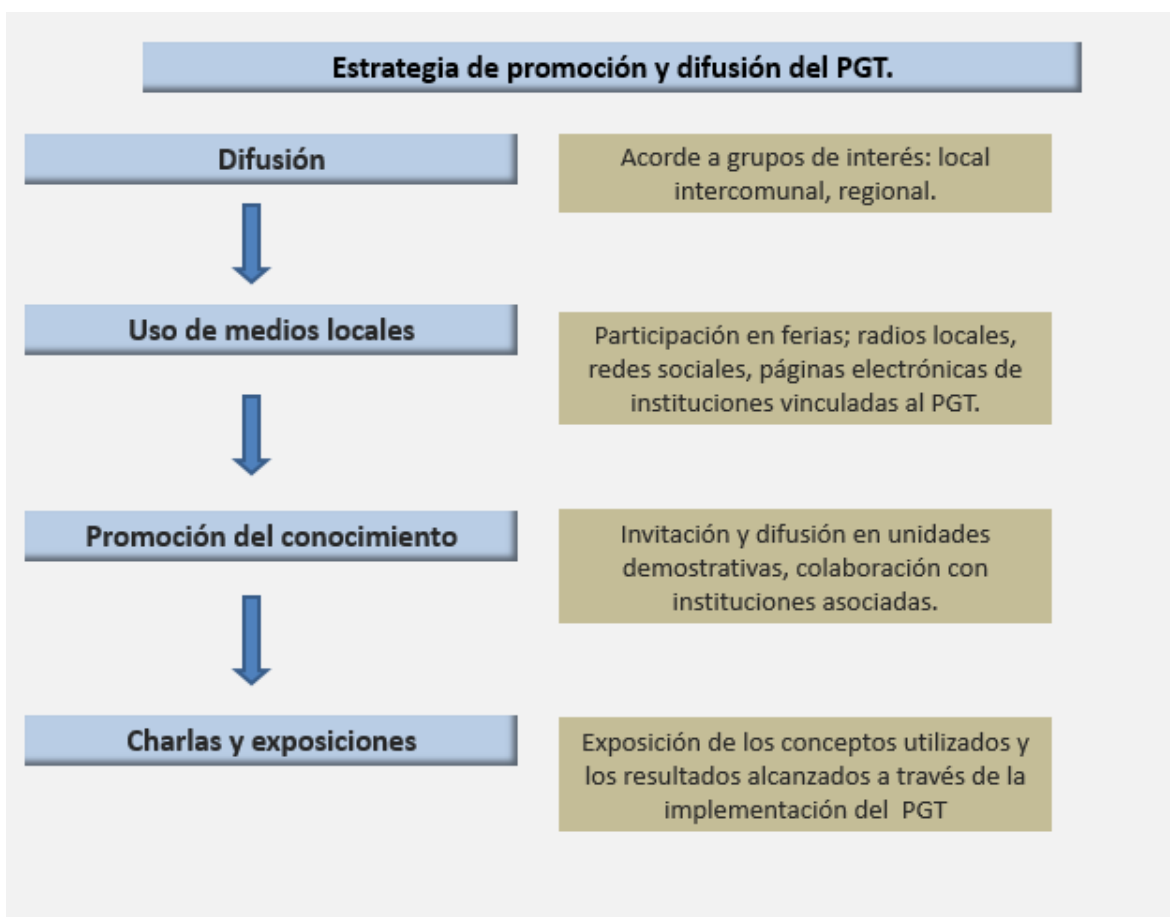 Estrategia de promoción y difusión del PGT.
Difusión
Acorde a grupos de interés: local
intercomunal, regional.
Uso de medios locales
Participación en ferias; radios locales,
redes sociales, páginas electrónicas de
instituciones vinculadas al PGT.
Promoción del conocimiento
Invitación y difusión en unidades
demostrativas, colaboración con
instituciones asociadas.
Charlas y exposiciones
Exposición de los conceptos utilizados y
los resultados alcanzados a través de la
implementación del  PGT